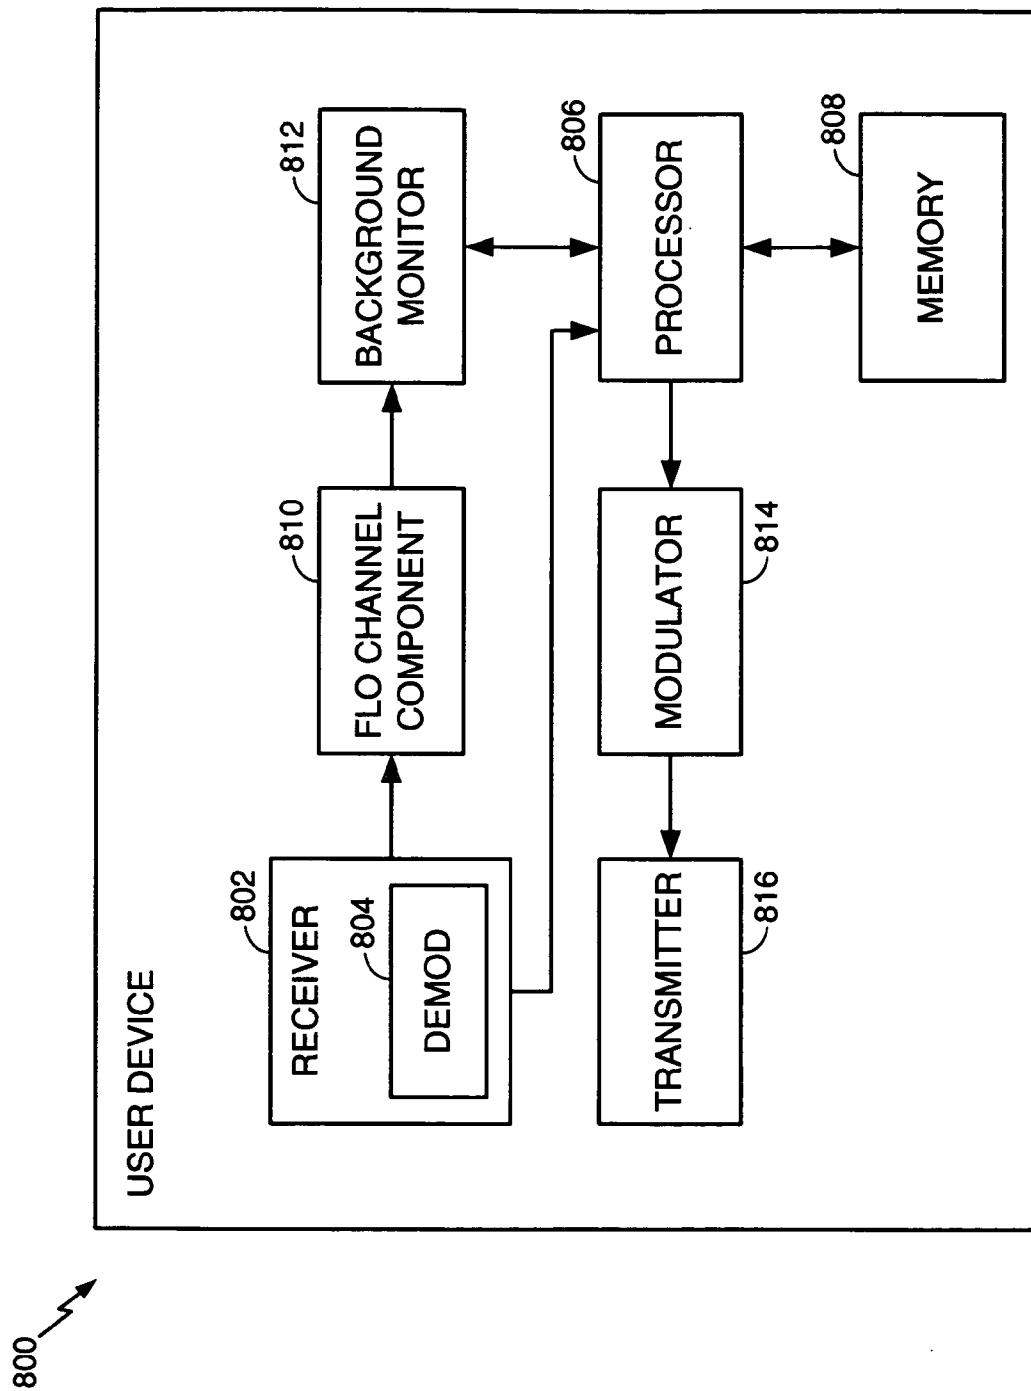 800
USER DEVICE
802
RECEIVER
804
DEMOD
810
FLO CHANNEL
COMPONENT
812
BACKGROUND
MONITOR
TRANSMITTER
816
MODULATOR
814
806
PROCESSOR
808
MEMORY